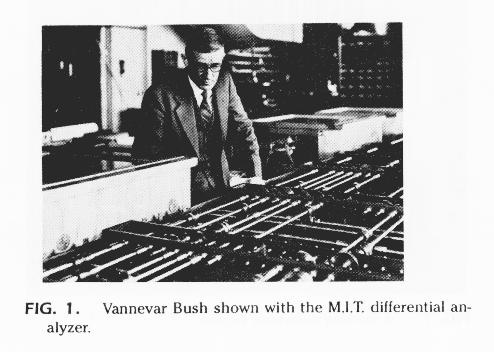 FIG. 1. Vannevar Bush shown with the M.I.T. differential an-
alyzer.